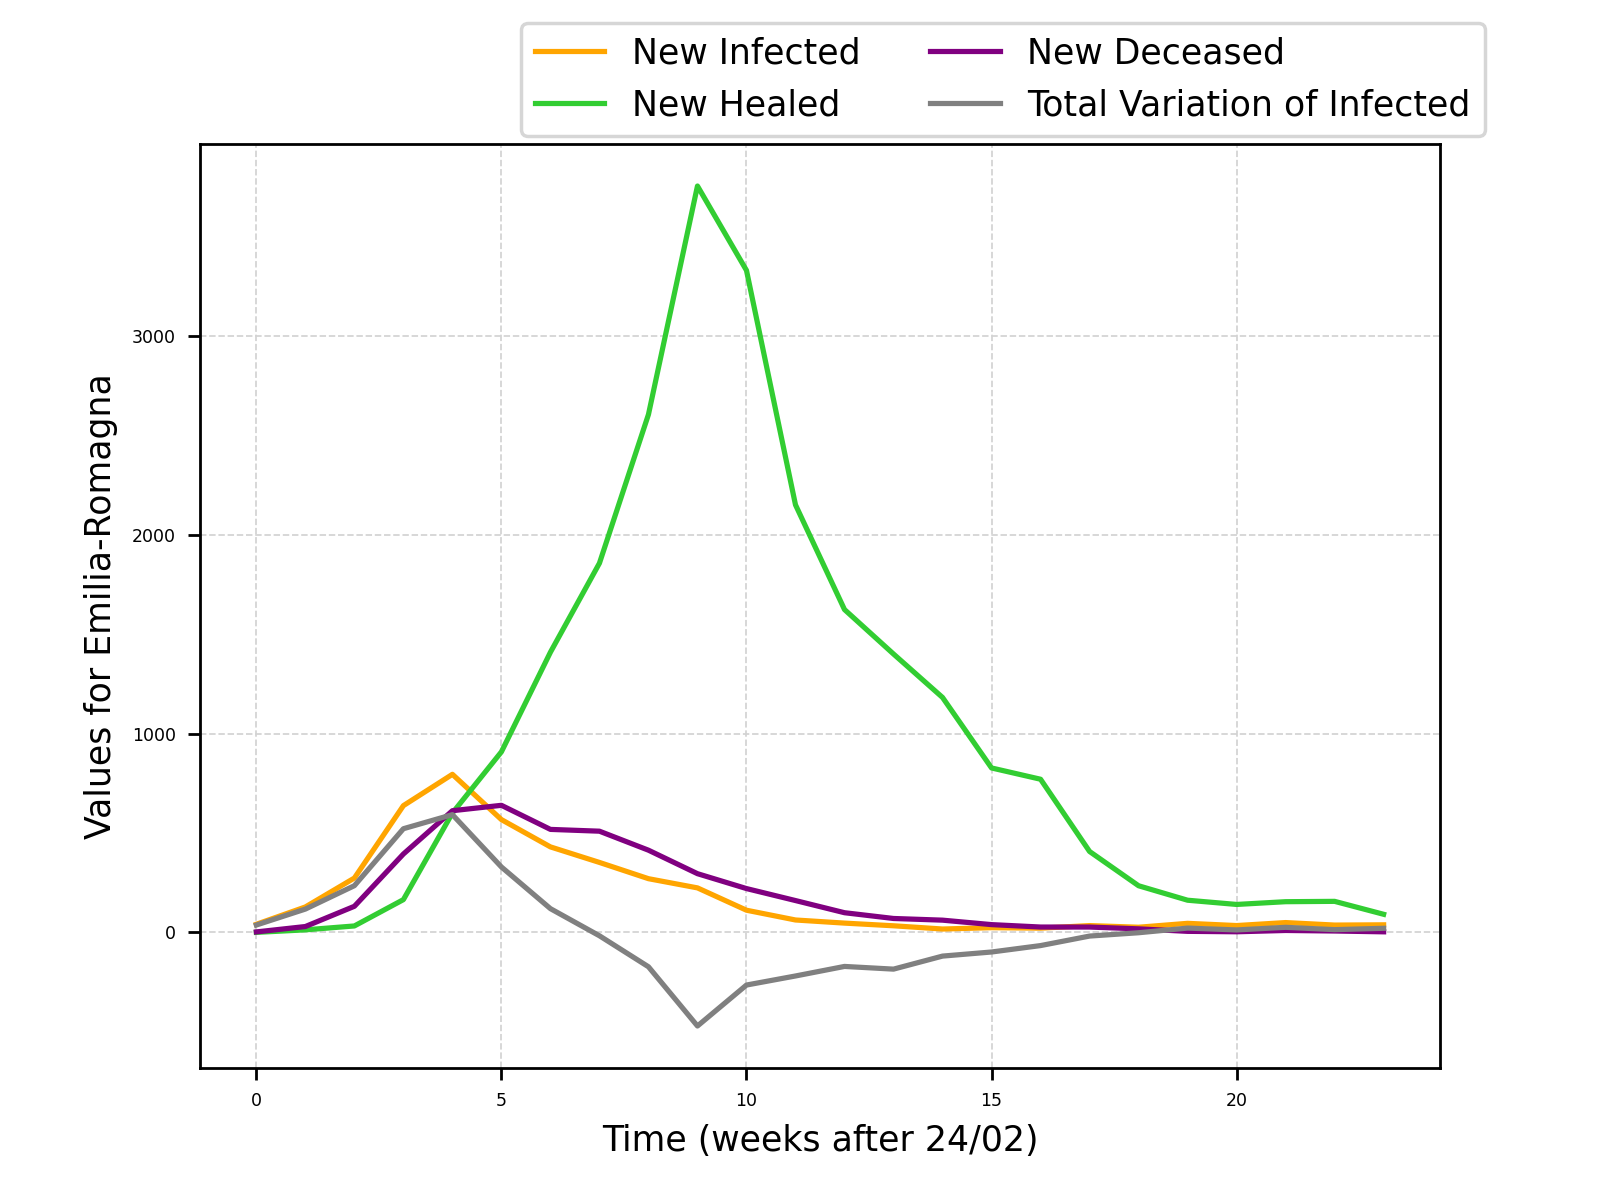 New Infected
New Healed
New Deceased
Total Variation of Infected
Values for Emilia-Romagna
3000
2000
1000
0
0 5 10 15 20
Time (weeks after 24/02)